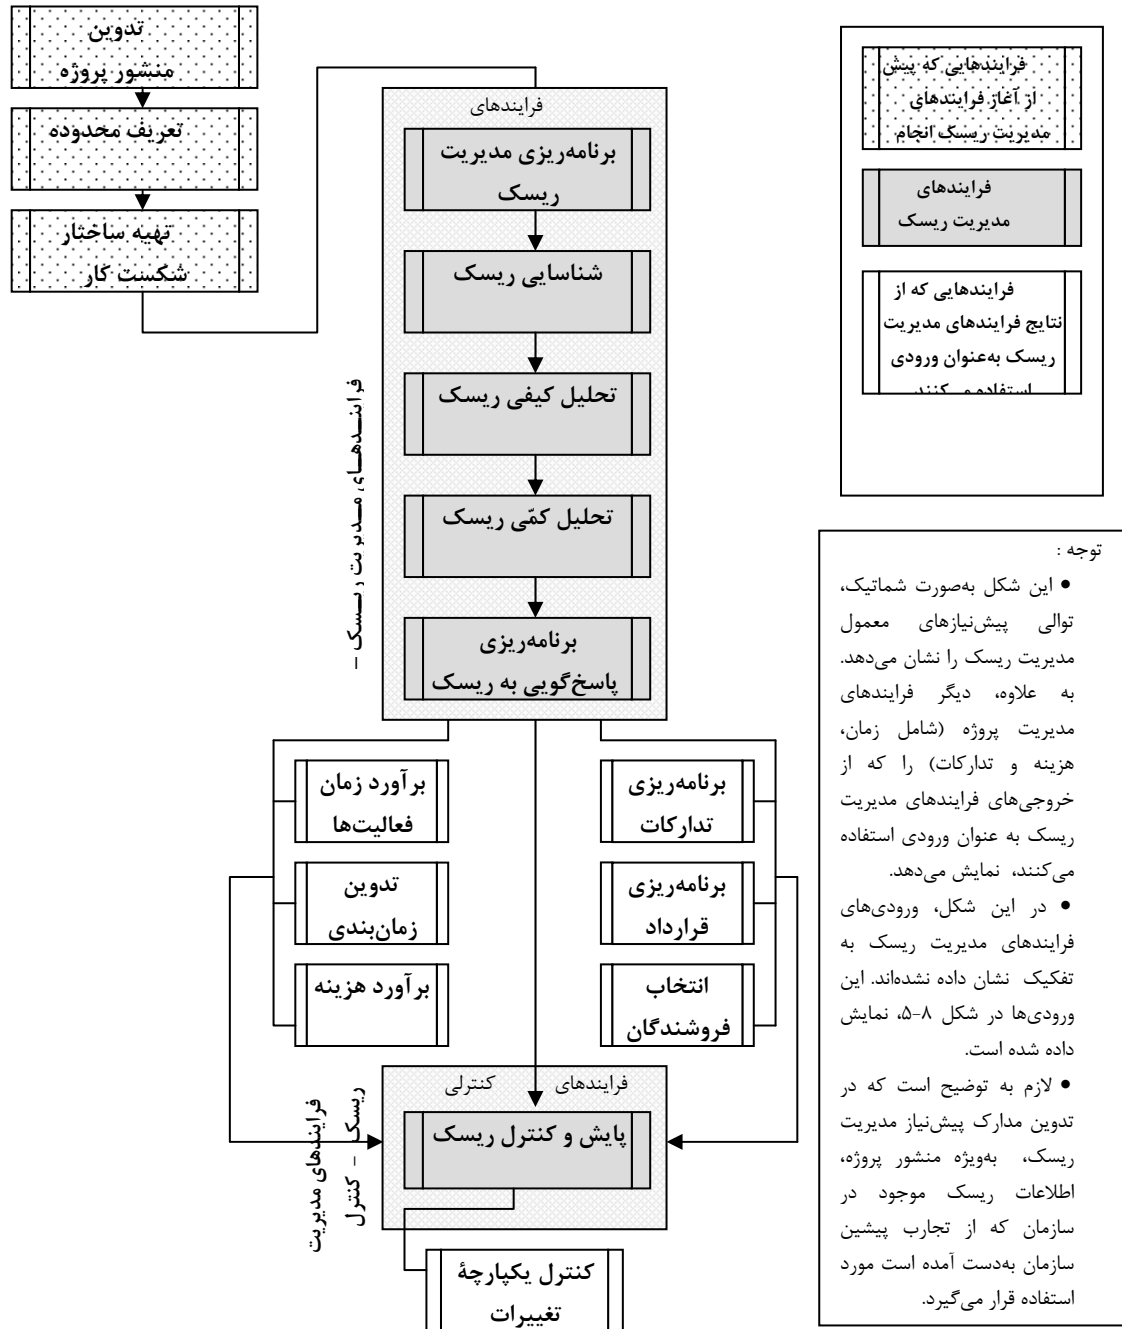 تدوین
منشور پروژه
تعریف محدوده
تهیه ساختار
شکست کار
فرایندهای
برنامه‌ریزی مدیریت
ریسک
شناسایی ریسک
تحلیل کیفی ریسک
تحلیل کمّی ریسک
برنامه‌ریزی
پاسخ‌گویی به ریسک
فراینـدهـای مـدیریت ریـسـک –
برآورد زمان
فعالیت‌ها
تدوین
زمان‌بندی
برآورد هزینه
برنامه‌ریزی
تدارکات
برنامه‌ریزی
قرارداد
انتخاب
فروشندگان
فرایندهای کنترلی
پایش و کنترل ریسک
فرایندهای مدیریت
ریسک – کنترل
کنترل یکپارچۀ
تغییرات
فرایندهایی که پیش
از آغاز فرایندهای
مدیریت ریسک انجام
فرایندهای
مدیریت ریسک
فرایندهایی که از
نتایج فرایندهای مدیریت
ریسک به‌عنوان ورودی
استفاده می‌کنند
توجه :
• این شکل به‌صورت شماتیک،
توالی پیش‌نیازهای معمول
مدیریت ریسک را نشان می‌دهد.
به علاوه، دیگر فرایندهای
مدیریت پروژه (شامل زمان،
هزینه و تدارکات) را که از
خروجی‌های فرایندهای مدیریت
ریسک به عنوان ورودی استفاده
می‌کنند، نمایش می‌دهد.
• در این شکل، ورودی‌های
فرایندهای مدیریت ریسک به
تفکیک نشان داده نشده‌اند. این
ورودی‌ها در شکل ۸-۵، نمایش
داده شده است.
• لازم به توضیح است که در
تدوین مدارک پیش‌نیاز مدیریت
ریسک، به‌ویژه منشور پروژه،
اطلاعات ریسک موجود در
سازمان که از تجارب پیشین
سازمان به‌دست آمده است مورد
استفاده قرار می‌گیرد.